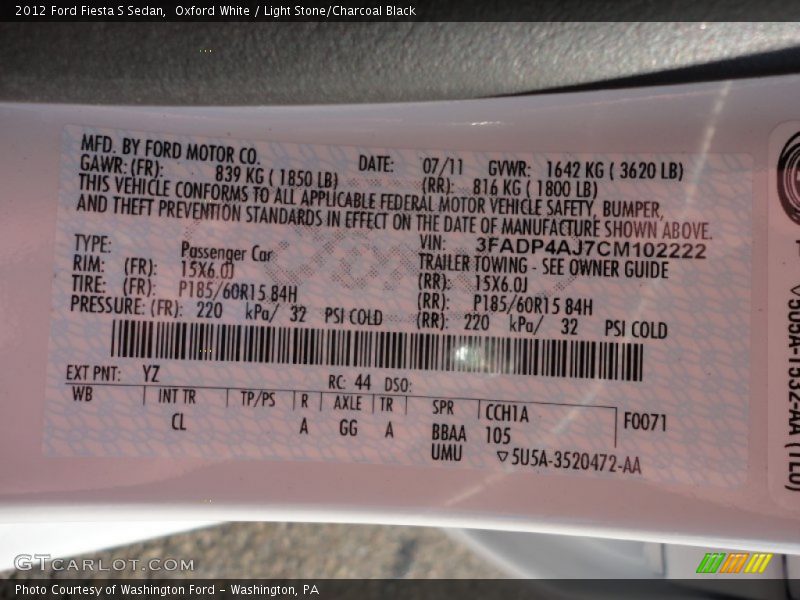 2012 Ford Fiesta S Sedan,  Oxford White / Light Stone/Charcoal Black
MFD. BY FORD MOTOR CO. DATE: 07/11 GVWR: 1642 KG ( 3620 LB)
GAWR: (FR): 839 KG ( 1850 LB) (RR): 816 KG ( 1800 LB)
THIS VEHICLE CONFORMS TO ALL APPLICABLE FEDERAL MOTOR VEHICLE SAFETY, BUMPER,
AND THEFT PREVENTION STANDARDS IN EFFECT ON THE DATE OF MANUFACTURE SHOWN ABOVE.
VIN: 3FADP4AJ7CM102222
TYPE: Passenger Car TRAILER TOWING - SEE OWNER GUIDE
RIM: (FR): 15X6.0J (RR): 15X6.0J
TIRE: (FR): P185/60R15 84H (RR): P185/60R15 84H
PRESSURE: (FR): 220 kPa/ 32 PSI COLD (RR): 220 kPa/ 32 PSI COLD
EXT PNT: YZ RC: 44 DSO:
WB INT TR TP/PS R AXLE TR SPR CCH1A F0071
CL A GG A BBAA 105
UMU ▽5U5A-3520472-AA
GTCARLOT.COM
Photo Courtesy of Washington Ford - Washington, PA